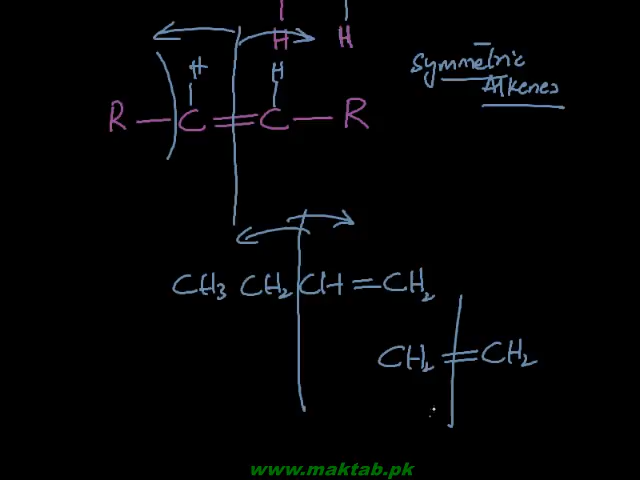 H H
Symmetric
Alkenes
H H
R—C=C—R
CH3 CH2 CH=CH2
CH2=CH2
www.maktab.pk